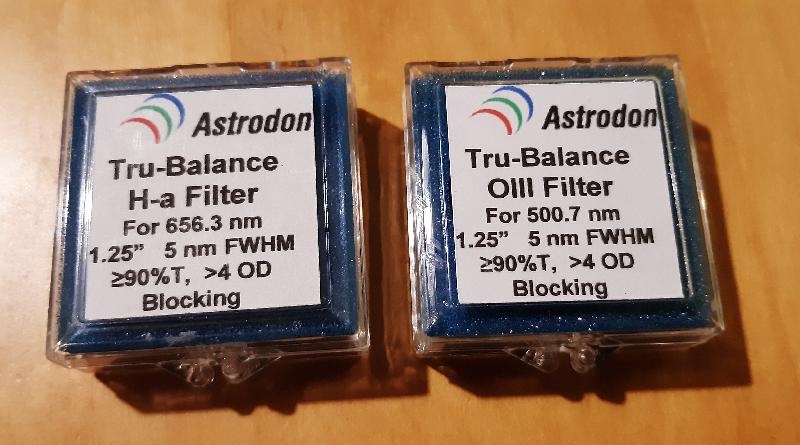 Astrodon
Tru-Balance
H-a Filter
For 656.3 nm
1.25” 5 nm FWHM
≥90%T, >4 OD
Blocking
Astrodon
Tru-Balance
OIII Filter
For 500.7 nm
1.25” 5 nm FWHM
≥90%T, >4 OD
Blocking